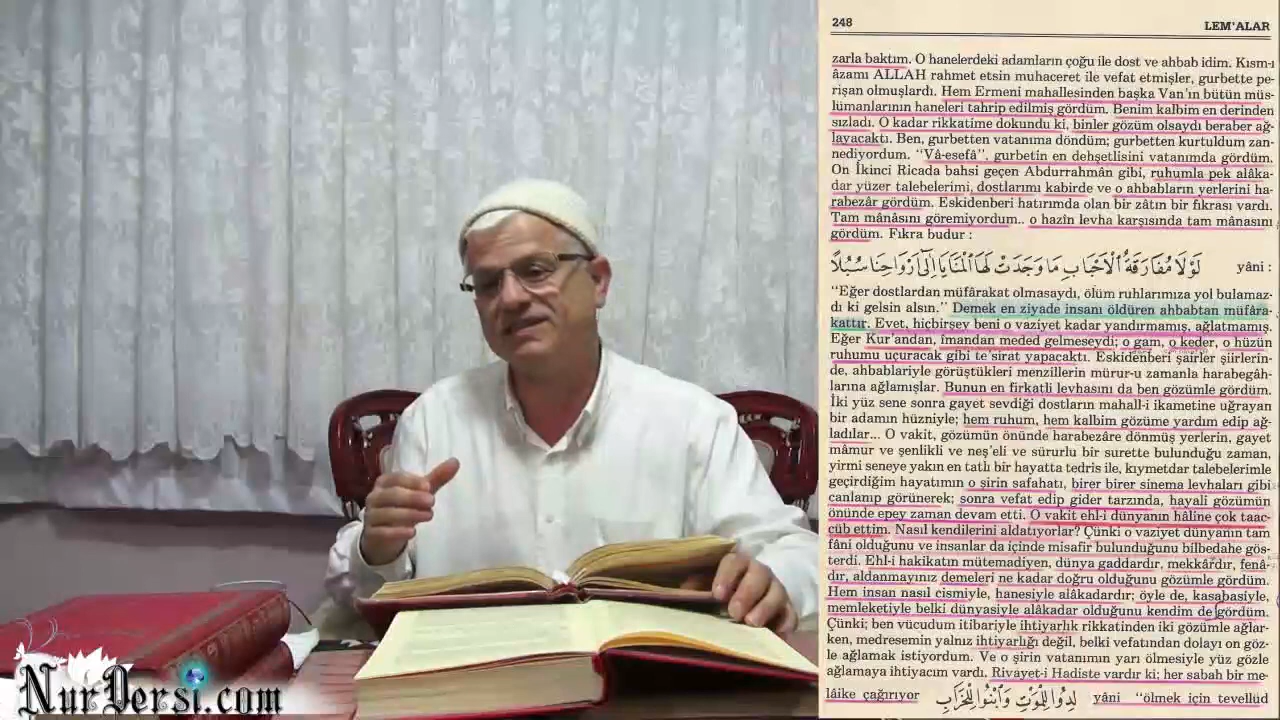 248
LEM'ALAR
zarla baktım. O hanelerdeki adamların çoğu ile dost ve ahbab idim. Kısm-ı
âzamı ALLAH rahmet etsin muhaceret ile vefat etmişler, gurbette pe-
rişan olmuşlardı. Hem Ermeni mahallesinden başka Van'ın bütün müs-
lümanlarının haneleri tahrip edilmiş gördüm. Benim kalbim en derinden
sızladı. O kadar rikkatime dokundu ki, binler gözüm olsaydı beraber ağ-
layacaktı. Ben, gurbetten vatanıma döndüm; gurbetten kurtuldum zan-
nediyordum. "Vâ-esefâ", gurbetin en dehşetlisini vatanımda gördüm.
On İkinci Ricada bahsi geçen Abdurrahmân gibi, ruhumla pek alâka-
dar yüzer talebelerimi, dostlarımı kabirde ve o ahbabların yerlerini ha-
rabezâr gördüm. Eskidenberi hatırımda olan bir zâtın bir fıkrası vardı.
Tam mânâsını göremiyordum.. o hazîn levha karşısında tam mânasını
gördüm. Fıkra budur :
لَوْلَا مُفَارَقَةُ الْاَحْبَابِ مَا وَجَدَتْ لَهَا الْمَنَايَا اِلٰٓى اَرْوَاحِنَا سُبُلًا yâni :
"Eğer dostlardan müfârakat olmasaydı, ölüm ruhlarımıza yol bulamaz-
dı ki gelsin alsın." Demek en ziyade insanı öldüren ahbabtan müfâra-
kattır. Evet, hiçbirşey beni o vaziyet kadar yandırmamış, ağlatmamış.
Eğer Kur'andan, îmandan meded gelmeseydi; o gam, o keder, o hüzün
ruhumu uçuracak gibi te'sirat yapacaktı. Eskidenberi şairler şiirlerin-
de, ahbablariyle görüştükleri menzillerin mürur-u zamanla harabegâh-
larına ağlamışlar. Bunun en firkatli levhasını da ben gözümle gördüm.
İki yüz sene sonra gayet sevdiği dostların mahall-i ikametine uğrayan
bir adamın hüzniyle; hem ruhum, hem kalbim gözüme yardım edip ağ-
ladılar... O vakit, gözümün önünde harabezâre dönmüş yerlerin, gayet
mâmur ve şenlikli ve neş'eli ve sürurlu bir surette bulunduğu zaman,
yirmi seneye yakın en tatlı bir hayatta tedris ile, kıymetdar talebelerimle
geçirdiğim hayatımın o şirin safahatı, birer birer sinema levhaları gibi
canlanıp görünerek; sonra vefat edip gider tarzında, hayali gözümün
önünde epey zaman devam etti. O vakit ehl-i dünyanın hâline çok taac-
cüb ettim. Nasıl kendilerini aldatıyorlar? Çünki o vaziyet dünyanın tam
fâni olduğunu ve insanlar da içinde misafir bulunduğunu bilbedahe gös-
terdi. Ehl-i hakikatın mütemadiyen, dünya gaddardır, mekkârdır, fenâ-
dır, aldanmayınız demeleri ne kadar doğru olduğunu gözümle gördüm.
Hem insan nasıl cismiyle, hanesiyle alâkadardır; öyle de, kasabasiyle,
memleketiyle belki dünyasiyle alâkadar olduğunu kendim de gördüm.
Çünki; ben vücudum itibariyle ihtiyarlık rikkatinden iki gözümle ağlar-
ken, medresemin yalnız ihtiyarlığı değil, belki vefatından dolayı on göz-
le ağlamak istiyordum. Ve o şirin vatanımın yarı ölmesiyle yüz gözle
ağlamaya ihtiyacım vardı. Rivayet-i Hadiste vardır ki; her sabah bir me-
lâike çağırıyor لِدُوا لِلْمَوْتِ وَابْنُوا لِلْخَرَابِ yâni "ölmek için tevellüd
NurDersi.com